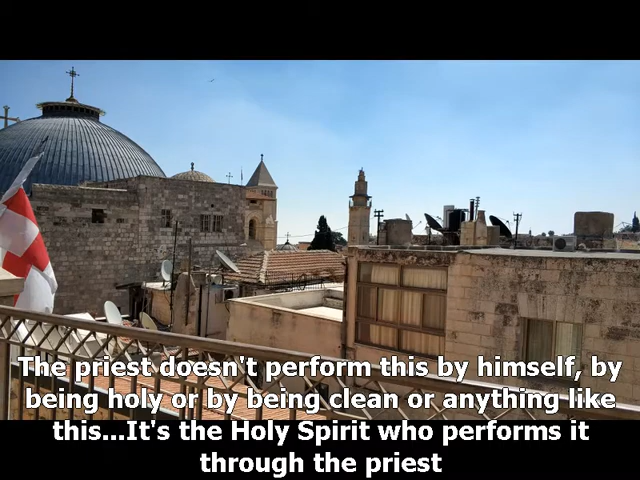 The priest doesn't perform this by himself, by
being holy or by being clean or anything like
this...It's the Holy Spirit who performs it
through the priest